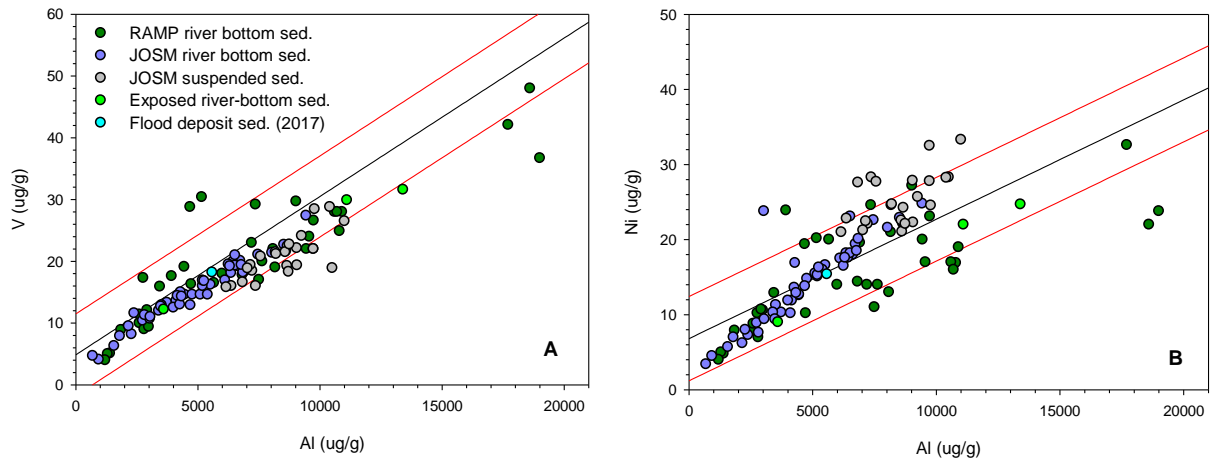 60
50
40
30
20
10
0
V (ug/g)
RAMP river bottom sed.
JOSM river bottom sed.
JOSM suspended sed.
Exposed river-bottom sed.
Flood deposit sed. (2017)
A
0 5000 10000 15000 20000
Al (ug/g)
50
40
30
20
10
0
Ni (ug/g)
B
0 5000 10000 15000 20000
Al (ug/g)